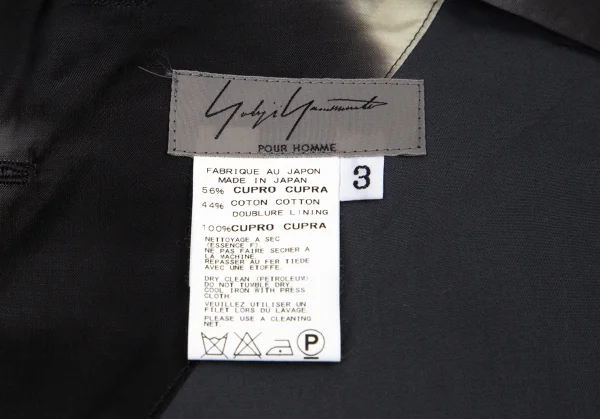 Yohji Yamamoto
POUR HOMME
3
FABRIQUE AU JAPON
MADE IN JAPAN
56% CUPRO CUPRA
44% COTON COTTON
DOUBLURE LINING
100%CUPRO CUPRA
NETTOYAGE A SEC
(ESSENCE F).
NE PAS FAIRE SECHER A
LA MACHINE.
REPASSER AU FER TIEDE
AVEC UNE ETOFFE.
DRY CLEAN (PETROLEUM)
DO NOT TUMBLE DRY.
COOL IRON WITH PRESS
CLOTH.
VEUILLEZ UTILISER UN
FILET LORS DU LAVAGE.
PLEASE USE A CLEANING
NET.
P